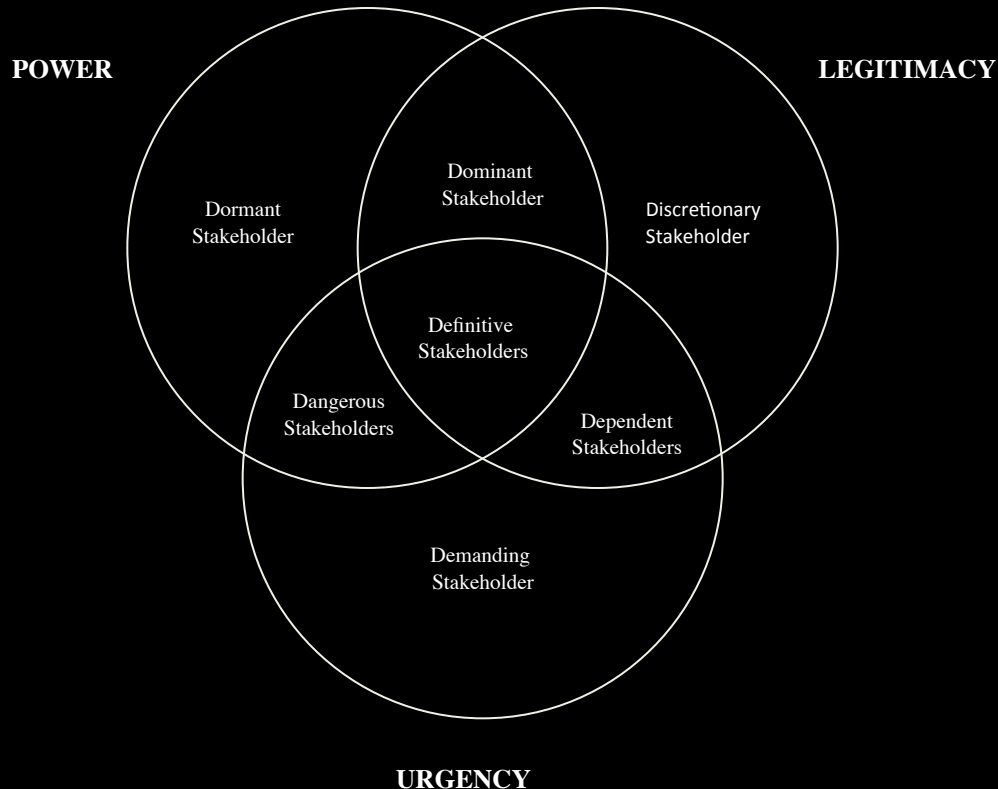 POWER
LEGITIMACY
Dominant
Stakeholder
Dormant
Stakeholder
Discretionary
Stakeholder
Definitive
Stakeholders
Dangerous
Stakeholders
Dependent
Stakeholders
Demanding
Stakeholder
URGENCY